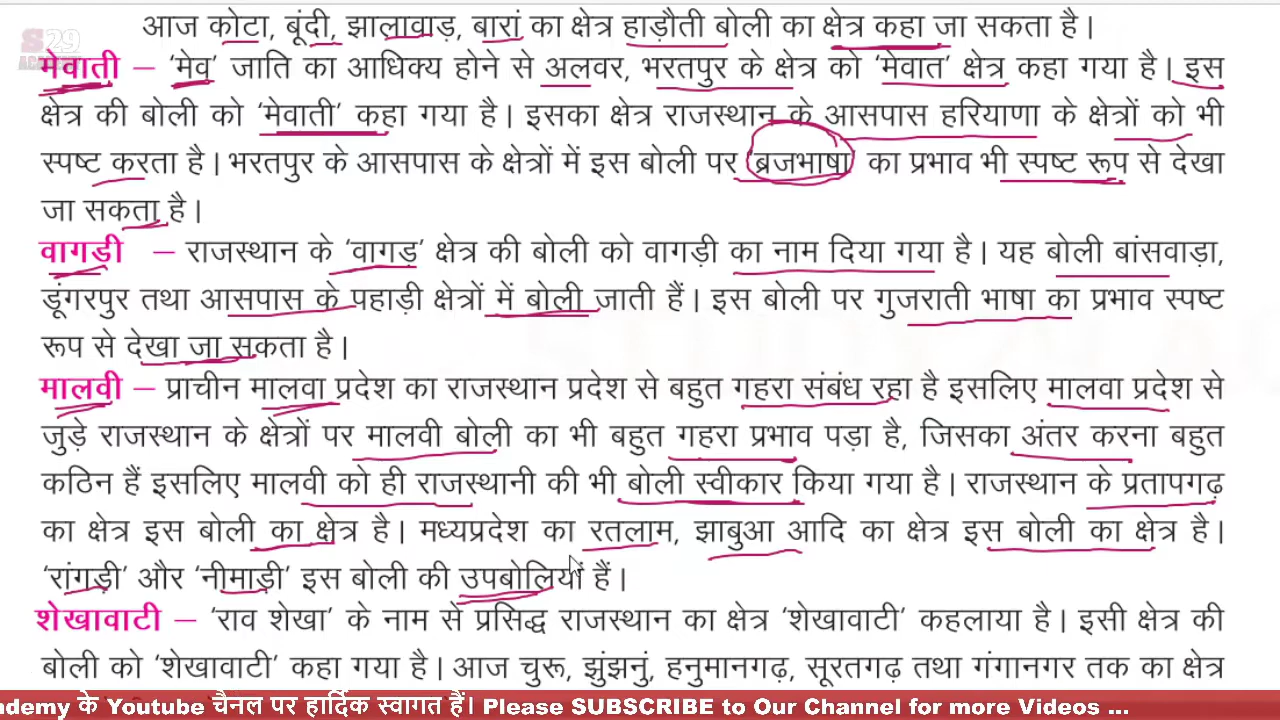 आज कोटा, बूंदी, झालावाड़, बारां का क्षेत्र हाड़ौती बोली का क्षेत्र कहा जा सकता है।
S29
ACADEMY
मेवाती – 'मेव' जाति का आधिक्य होने से अलवर, भरतपुर के क्षेत्र को 'मेवात' क्षेत्र कहा गया है। इस
क्षेत्र की बोली को 'मेवाती' कहा गया है। इसका क्षेत्र राजस्थान के आसपास हरियाणा के क्षेत्रों को भी
स्पष्ट करता है। भरतपुर के आसपास के क्षेत्रों में इस बोली पर 'ब्रजभाषा' का प्रभाव भी स्पष्ट रूप से देखा
जा सकता है।
वागड़ी – राजस्थान के 'वागड़' क्षेत्र की बोली को वागड़ी का नाम दिया गया है। यह बोली बांसवाड़ा,
डूंगरपुर तथा आसपास के पहाड़ी क्षेत्रों में बोली जाती हैं। इस बोली पर गुजराती भाषा का प्रभाव स्पष्ट
रूप से देखा जा सकता है।
मालवी – प्राचीन मालवा प्रदेश का राजस्थान प्रदेश से बहुत गहरा संबंध रहा है इसलिए मालवा प्रदेश से
जुड़े राजस्थान के क्षेत्रों पर मालवी बोली का भी बहुत गहरा प्रभाव पड़ा है, जिसका अंतर करना बहुत
कठिन हैं इसलिए मालवी को ही राजस्थानी की भी बोली स्वीकार किया गया है। राजस्थान के प्रतापगढ़
का क्षेत्र इस बोली का क्षेत्र है। मध्यप्रदेश का रतलाम, झाबुआ आदि का क्षेत्र इस बोली का क्षेत्र है।
'रांगड़ी' और 'नीमाड़ी' इस बोली की उपबोलियाँ हैं।
शेखावाटी – 'राव शेखा' के नाम से प्रसिद्ध राजस्थान का क्षेत्र 'शेखावाटी' कहलाया है। इसी क्षेत्र की
बोली को 'शेखावाटी' कहा गया है। आज चुरू, झुंझनुं, हनुमानगढ़, सूरतगढ़ तथा गंगानगर तक का क्षेत्र
ademy के Youtube चैनल पर हार्दिक स्वागत हैं। Please SUBSCRIBE to Our Channel for more Videos ...